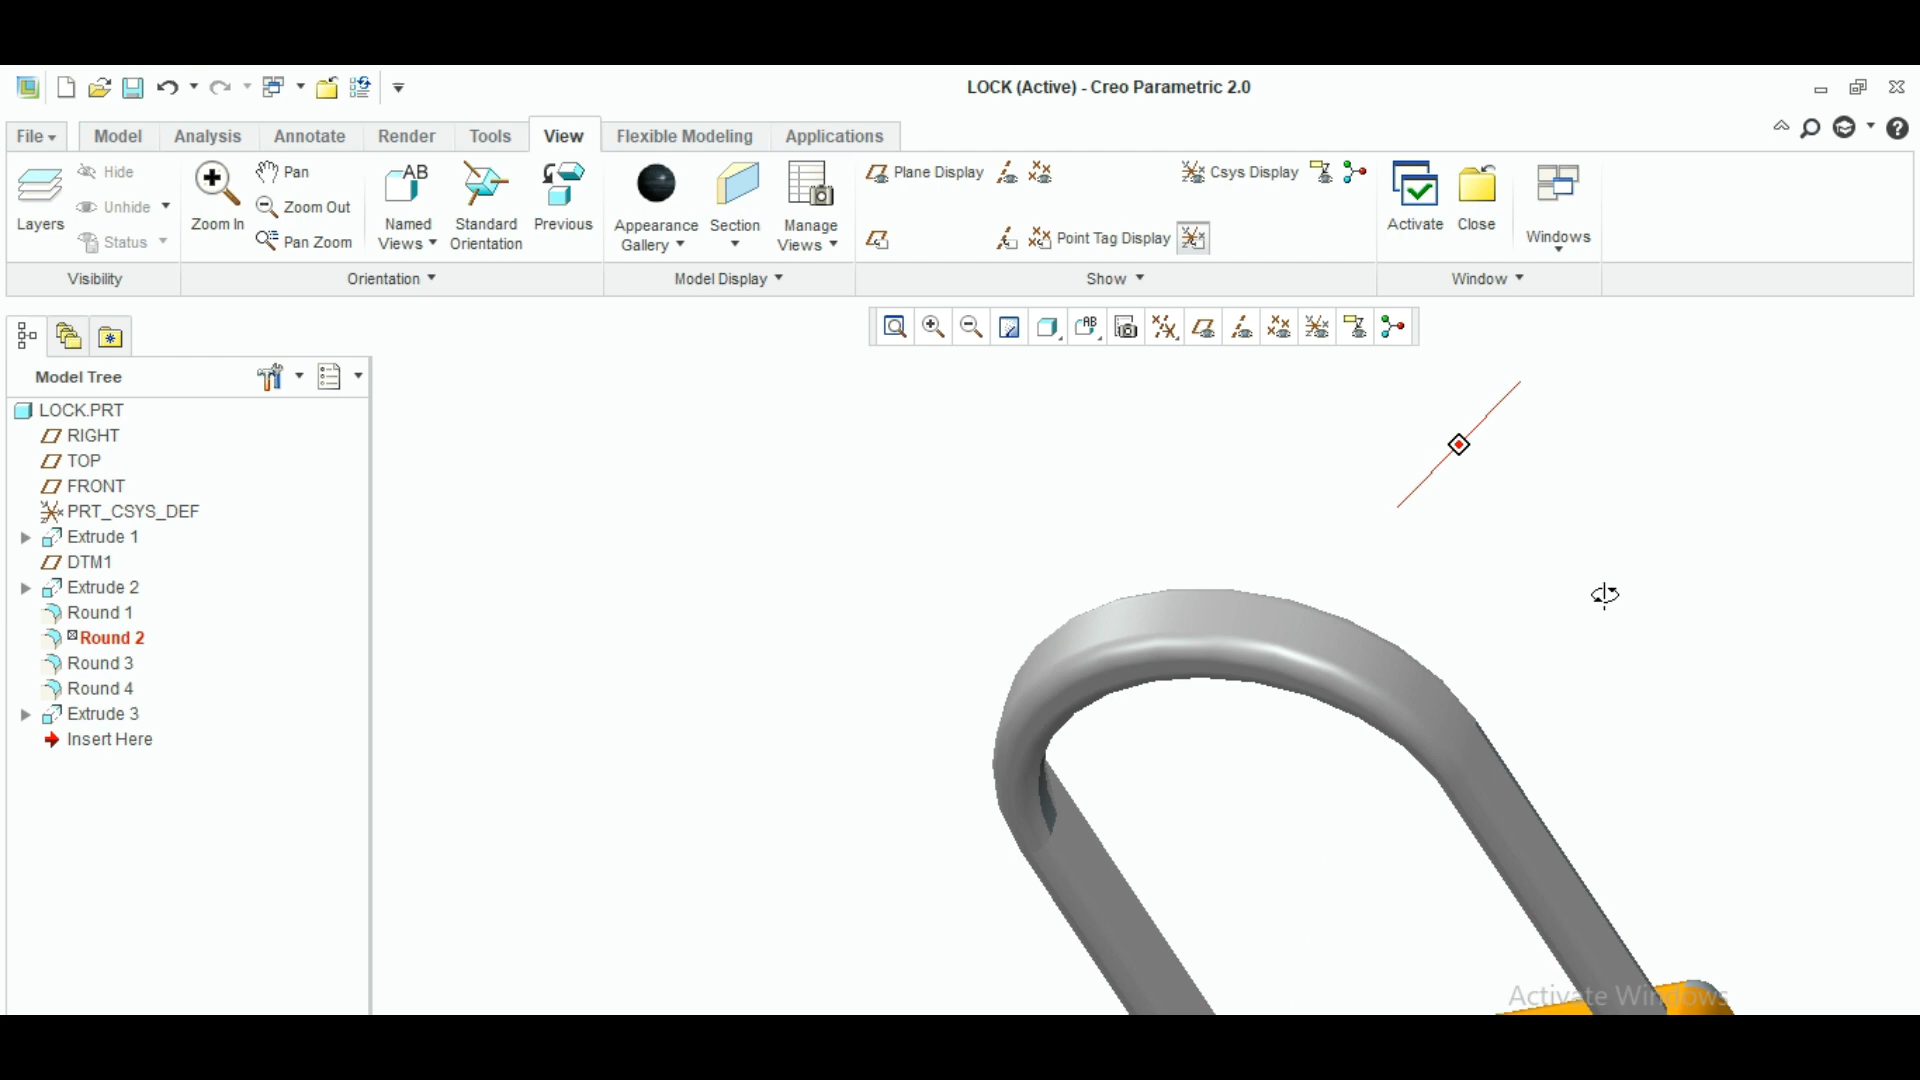 LOCK (Active) - Creo Parametric 2.0
File Model Analysis Annotate Render Tools View Flexible Modeling Applications
Layers
Hide
Unhide
Status
Zoom In
Pan
Zoom Out
Pan Zoom
AB
Named
Views
Standard
Orientation
Previous
Appearance
Gallery
Section
Manage
Views
Plane Display
Csys Display
Point Tag Display
Activate
Close
Windows
Visibility
Orientation
Model Display
Show
Window
AB
Model Tree
LOCK.PRT
RIGHT
TOP
FRONT
PRT_CSYS_DEF
Extrude 1
DTM1
Extrude 2
Round 1
Round 2
Round 3
Round 4
Extrude 3
Insert Here
Activate Windows